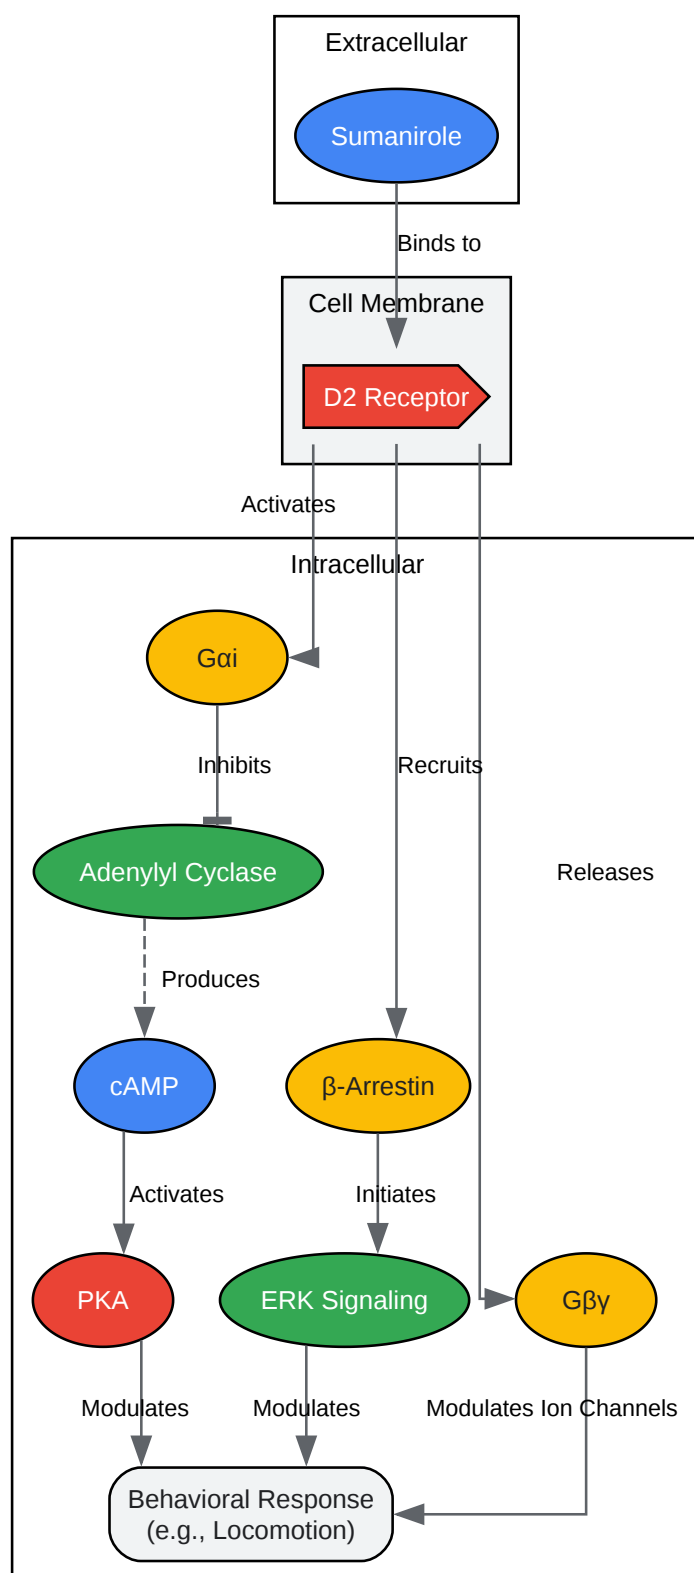 Extracellular
Sumanirole
Binds to
Cell Membrane
D2 Receptor
Activates
Intracellular
Gαi
Inhibits
Recruits
Adenylyl Cyclase
Releases
Produces
cAMP
β-Arrestin
Activates
Initiates
PKA
ERK Signaling
Gβγ
Modulates
Modulates
Modulates Ion Channels
Behavioral Response
(e.g., Locomotion)